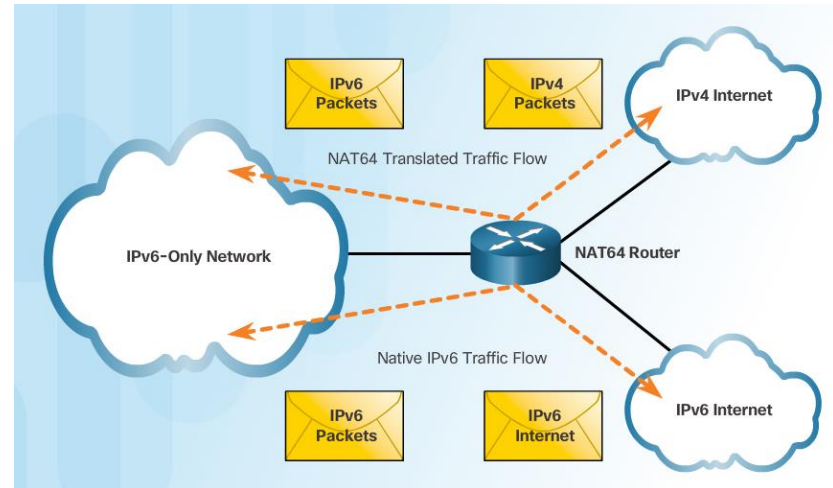 IPv6
Packets
IPv4
Packets
IPv4 Internet
NAT64 Translated Traffic Flow
IPv6-Only Network
NAT64 Router
Native IPv6 Traffic Flow
IPv6
Packets
IPv6
Internet
IPv6 Internet